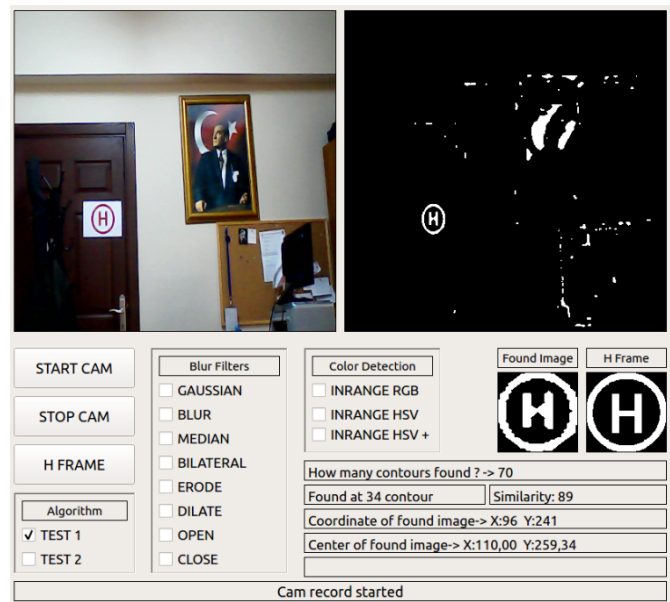 H
H
START CAM
STOP CAM
H FRAME
Algorithm
✓ TEST 1
TEST 2
Blur Filters
GAUSSIAN
BLUR
MEDIAN
BILATERAL
ERODE
DILATE
OPEN
CLOSE
Color Detection
INRANGE RGB
INRANGE HSV
INRANGE HSV +
Found Image
H
H Frame
H
How many contours found ? -> 70
Found at 34 contour
Similarity: 89
Coordinate of found image-> X:96 Y:241
Center of found image-> X:110,00 Y:259,34
Cam record started